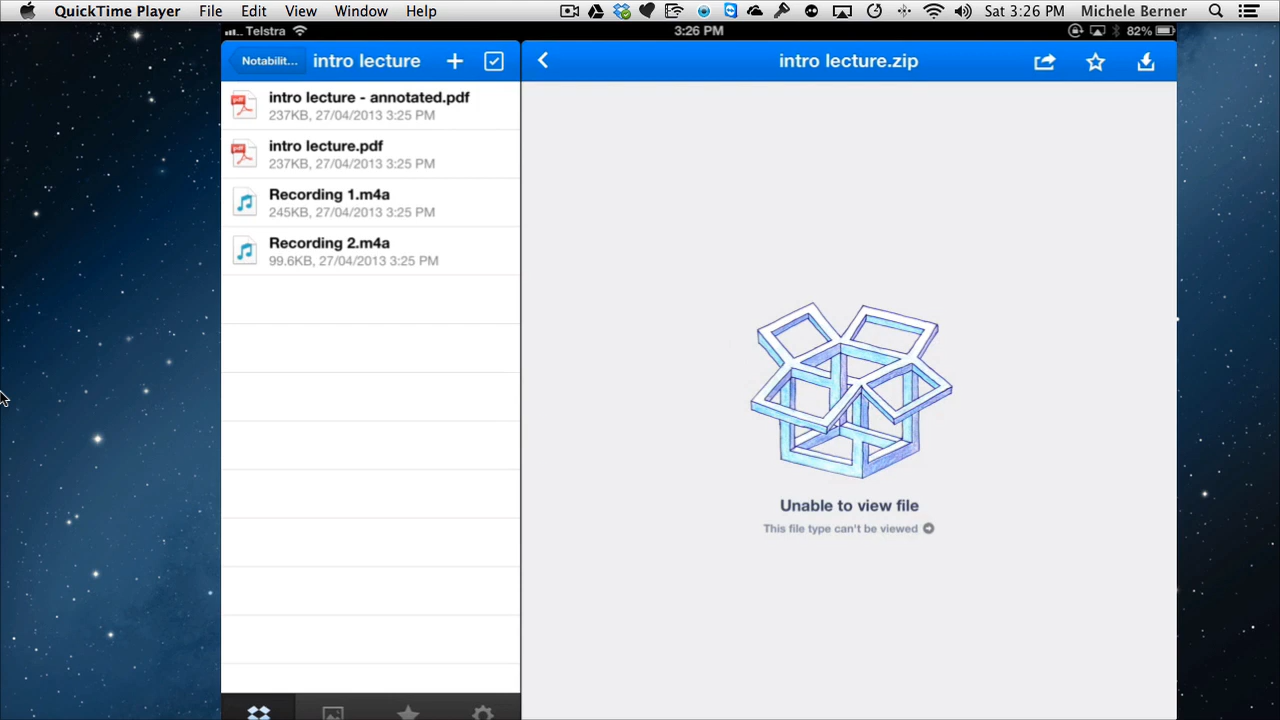 QuickTime Player File Edit View Window Help Sat 3:26 PM Michele Berner
Telstra 3:26 PM 82%
Notabilit... intro lecture intro lecture.zip
intro lecture - annotated.pdf
237KB, 27/04/2013 3:25 PM
intro lecture.pdf
237KB, 27/04/2013 3:25 PM
Recording 1.m4a
245KB, 27/04/2013 3:25 PM
Recording 2.m4a
99.6KB, 27/04/2013 3:25 PM
Unable to view file
This file type can't be viewed